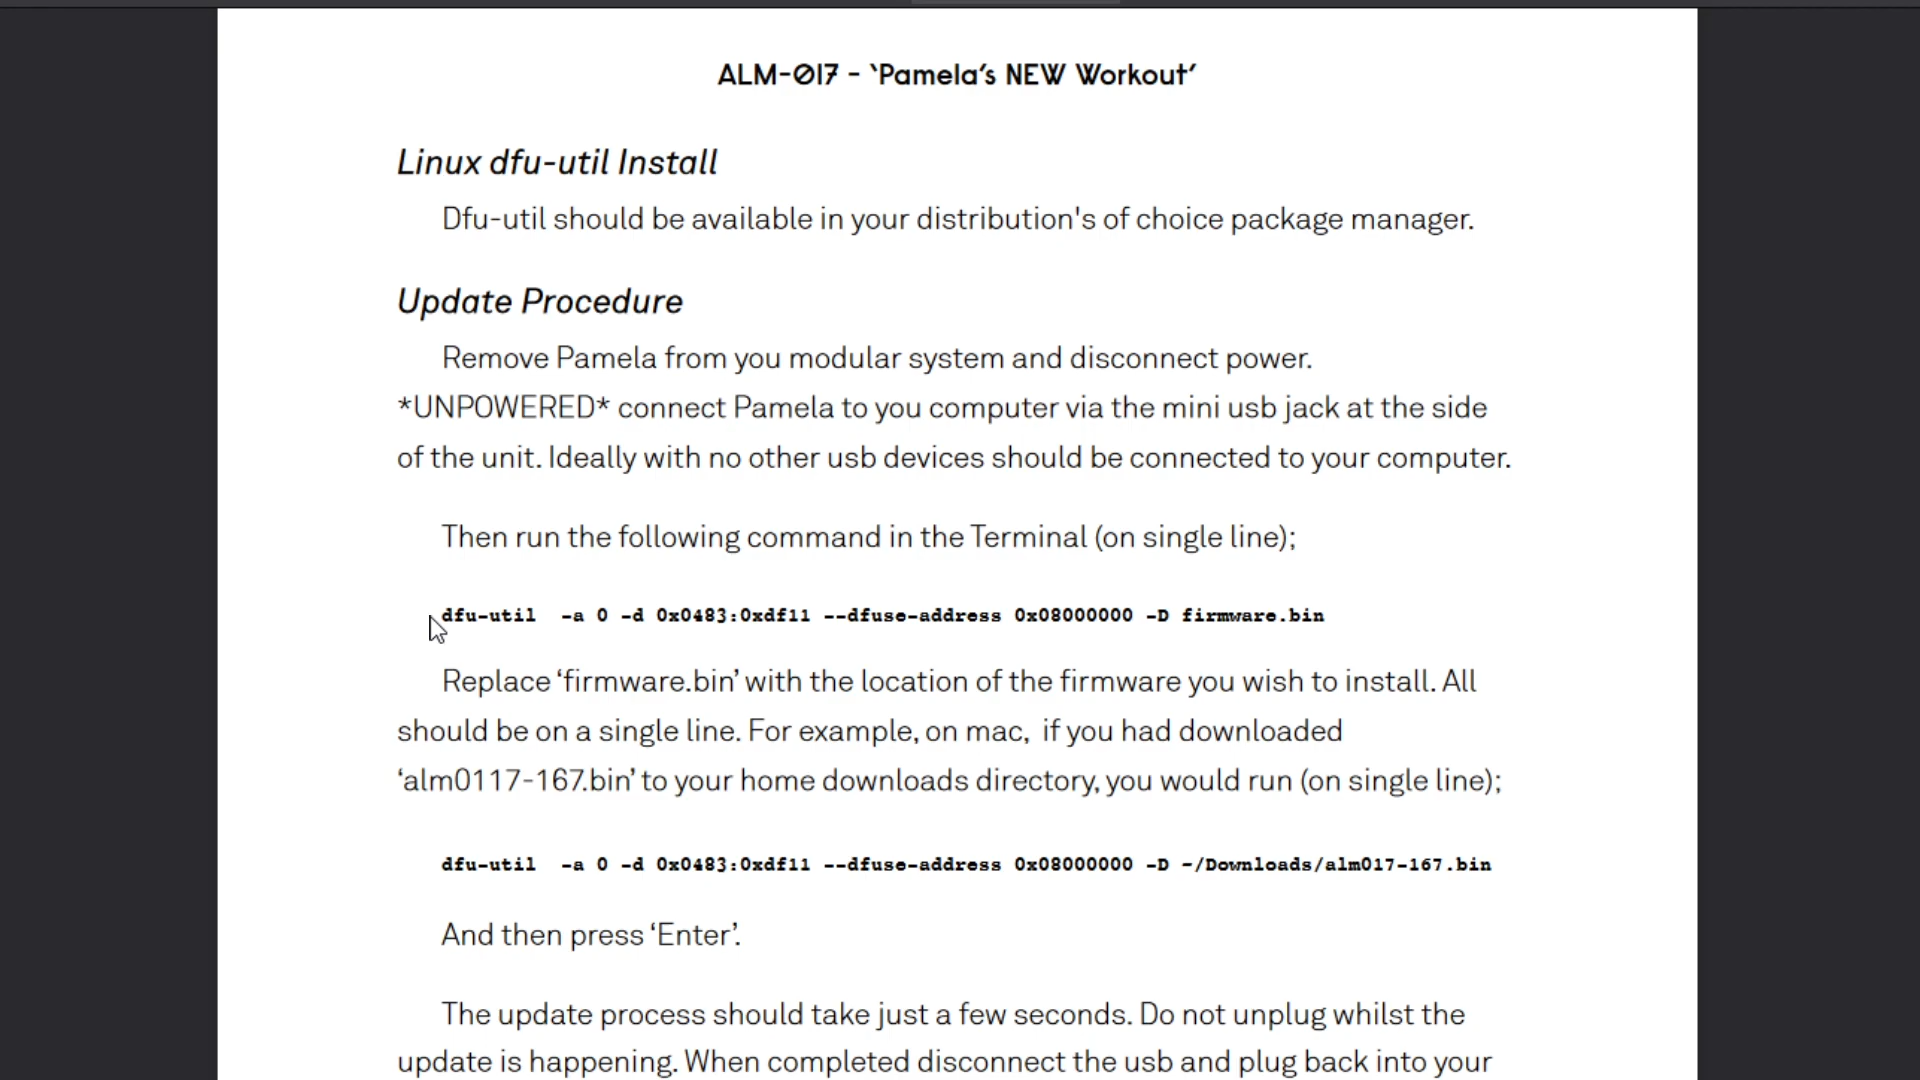 ALM-017 - ‘Pamela’s NEW Workout’
Linux dfu-util Install
Dfu-util should be available in your distribution's of choice package manager.
Update Procedure
Remove Pamela from you modular system and disconnect power.
*UNPOWERED* connect Pamela to you computer via the mini usb jack at the side
of the unit. Ideally with no other usb devices should be connected to your computer.
Then run the following command in the Terminal (on single line);
dfu-util  -a 0 -d 0x0483:0xdf11 --dfuse-address 0x08000000 -D firmware.bin
Replace ‘firmware.bin’ with the location of the firmware you wish to install. All
should be on a single line. For example, on mac,  if you had downloaded
‘alm0117-167.bin’ to your home downloads directory, you would run (on single line);
dfu-util  -a 0 -d 0x0483:0xdf11 --dfuse-address 0x08000000 -D ~/Downloads/alm017-167.bin
And then press ‘Enter’.
The update process should take just a few seconds. Do not unplug whilst the
update is happening. When completed disconnect the usb and plug back into your